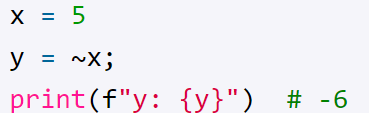 x = 5
y = ~x;
print(f"y: {y}")  # -6